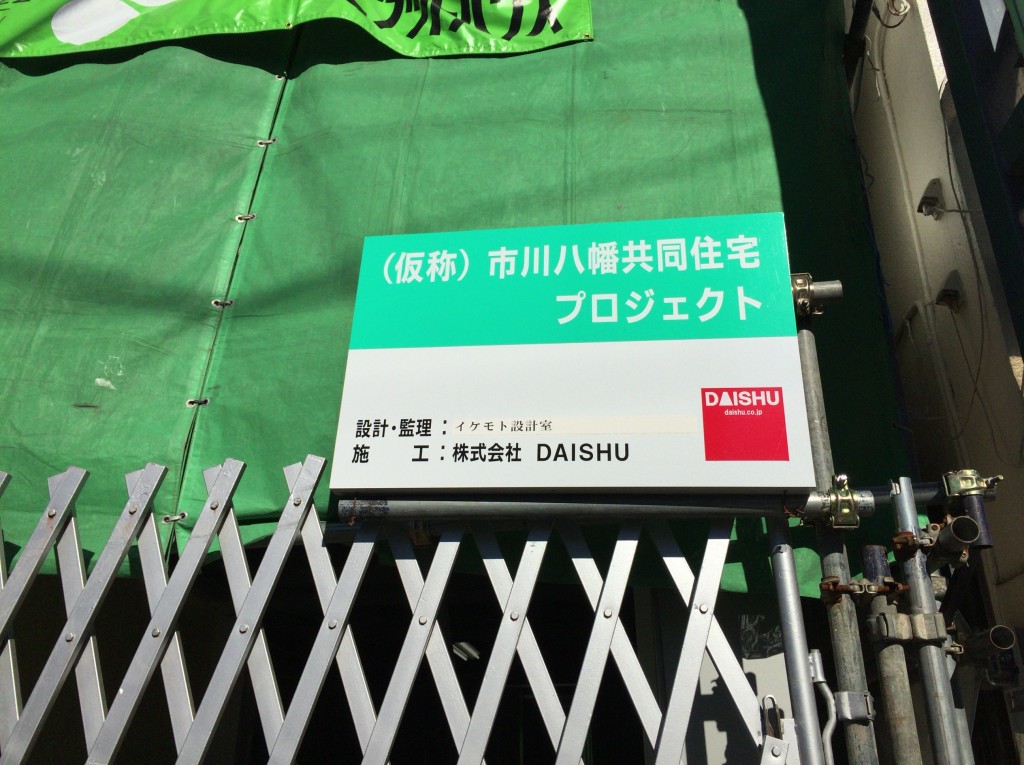 （仮称）市川八幡共同住宅
プロジェクト
設計・監理：イケモト設計室
施　　工：株式会社 DAISHU
DAISHU
daishu.co.jp